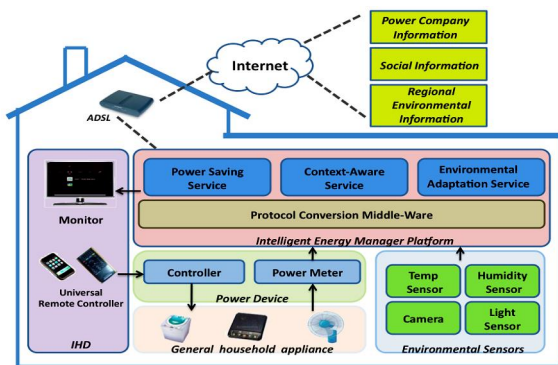 Power Company
Information
Internet
Social Information
Regional
Environmental
Information
ADSL
Power Saving
Service
Context-Aware
Service
Environmental
Adaptation Service
Monitor
Protocol Conversion Middle-Ware
Intelligent Energy Manager Platform
Universal
Remote Controller
Controller
Power Meter
Power Device
Temp
Sensor
Humidity
Sensor
Camera
Light
Sensor
IHD
General household appliance
Environmental Sensors